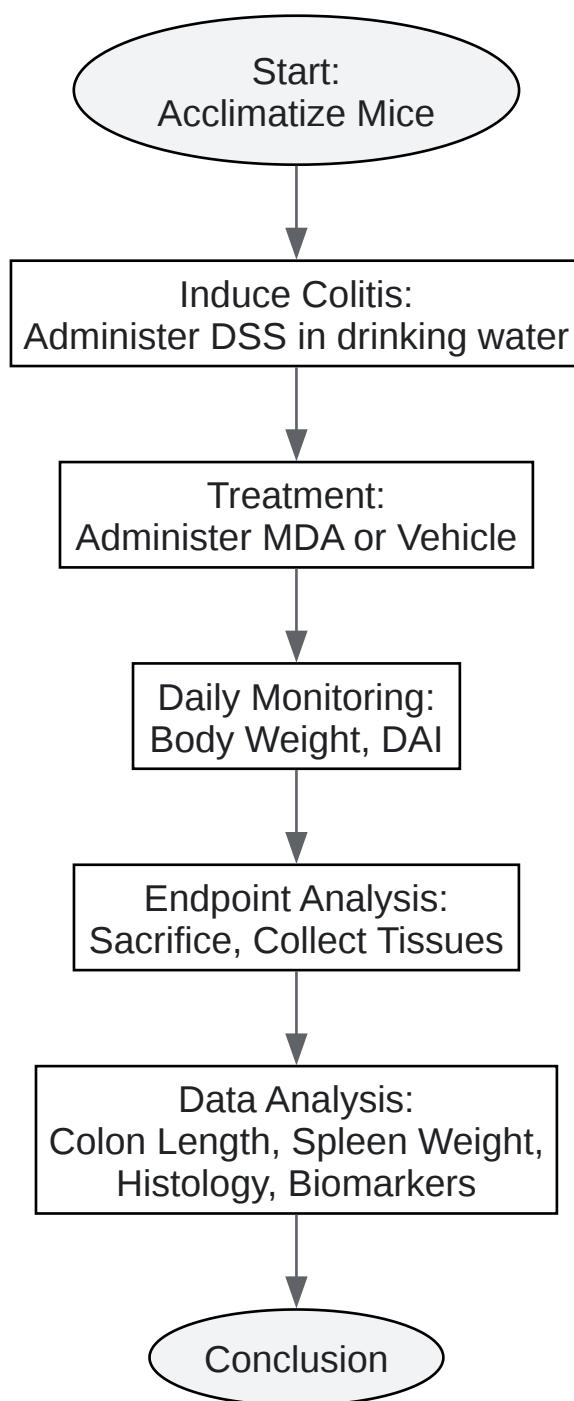 Start:
Acclimatize Mice
Induce Colitis:
Administer DSS in drinking water
Treatment:
Administer MDA or Vehicle
Daily Monitoring:
Body Weight, DAI
Endpoint Analysis:
Sacrifice, Collect Tissues
Data Analysis:
Colon Length, Spleen Weight,
Histology, Biomarkers
Conclusion